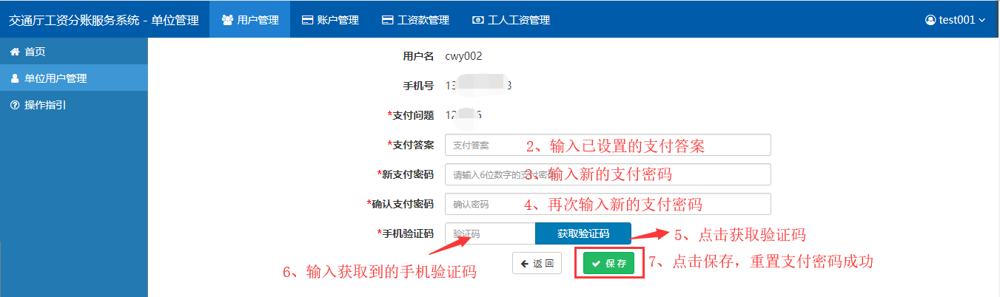 交通厅工资分账服务系统 - 单位管理 用户管理 账户管理 工资款管理 工人工资管理 test001
首页
单位用户管理
操作指引
用户名 cwy002
手机号 13 3
*支付问题 12 6
*支付答案 支付答案 2、输入已设置的支付答案
*新支付密码 请输入6位数字的支付密码 3、输入新的支付密码
*确认支付密码 确认密码 4、再次输入新的支付密码
*手机验证码 验证码 获取验证码 5、点击获取验证码
6、输入获取到的手机验证码
返回 保存 7、点击保存，重置支付密码成功